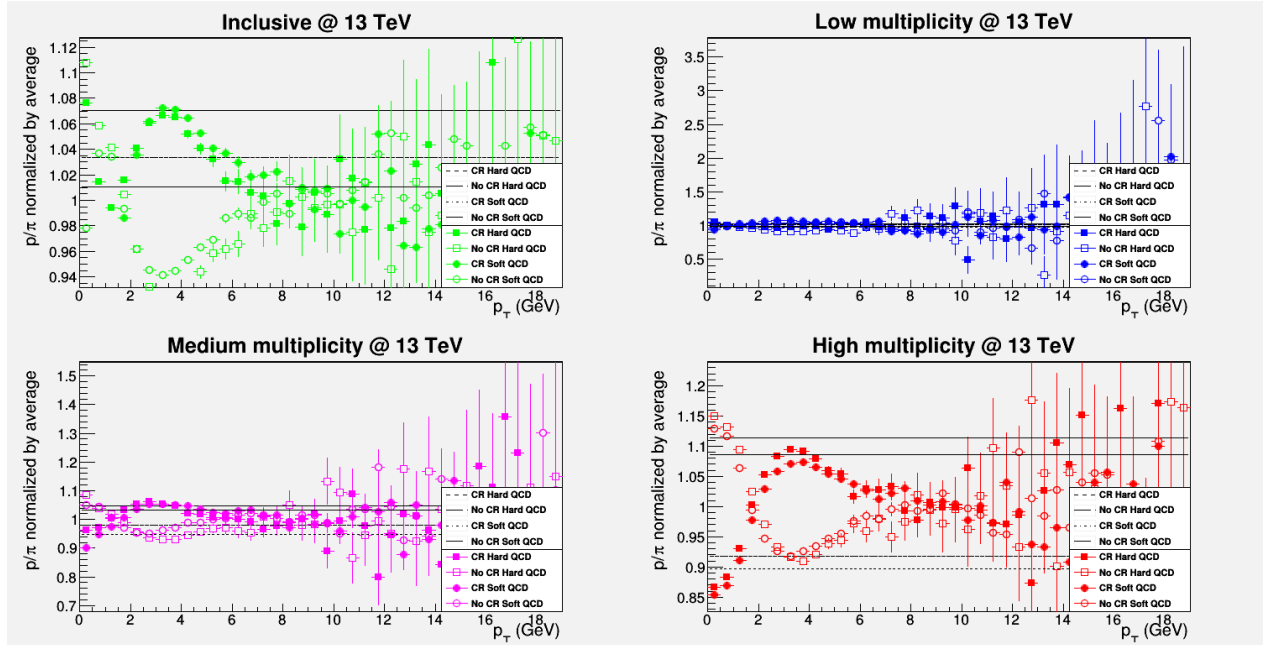 Inclusive @ 13 TeV
p/π normalized by average
1.12
1.1
1.08
1.06
1.04
1.02
1
0.98
0.96
0.94
0 2 4 6 8 10 12 14 16 18
p_T (GeV)
CR Hard QCD
No CR Hard QCD
CR Soft QCD
No CR Soft QCD
CR Hard QCD
No CR Hard QCD
CR Soft QCD
No CR Soft QCD
Low multiplicity @ 13 TeV
p/π normalized by average
3.5
3
2.5
2
1.5
1
0.5
0 2 4 6 8 10 12 14 16 18
p_T (GeV)
CR Hard QCD
No CR Hard QCD
CR Soft QCD
No CR Soft QCD
CR Hard QCD
No CR Hard QCD
CR Soft QCD
No CR Soft QCD
Medium multiplicity @ 13 TeV
p/π normalized by average
1.5
1.4
1.3
1.2
1.1
1
0.9
0.8
0.7
0 2 4 6 8 10 12 14 16 18
p_T (GeV)
CR Hard QCD
No CR Hard QCD
CR Soft QCD
No CR Soft QCD
CR Hard QCD
No CR Hard QCD
CR Soft QCD
No CR Soft QCD
High multiplicity @ 13 TeV
p/π normalized by average
1.2
1.15
1.1
1.05
1
0.95
0.9
0.85
0 2 4 6 8 10 12 14 16 18
p_T (GeV)
CR Hard QCD
No CR Hard QCD
CR Soft QCD
No CR Soft QCD
CR Hard QCD
No CR Hard QCD
CR Soft QCD
No CR Soft QCD